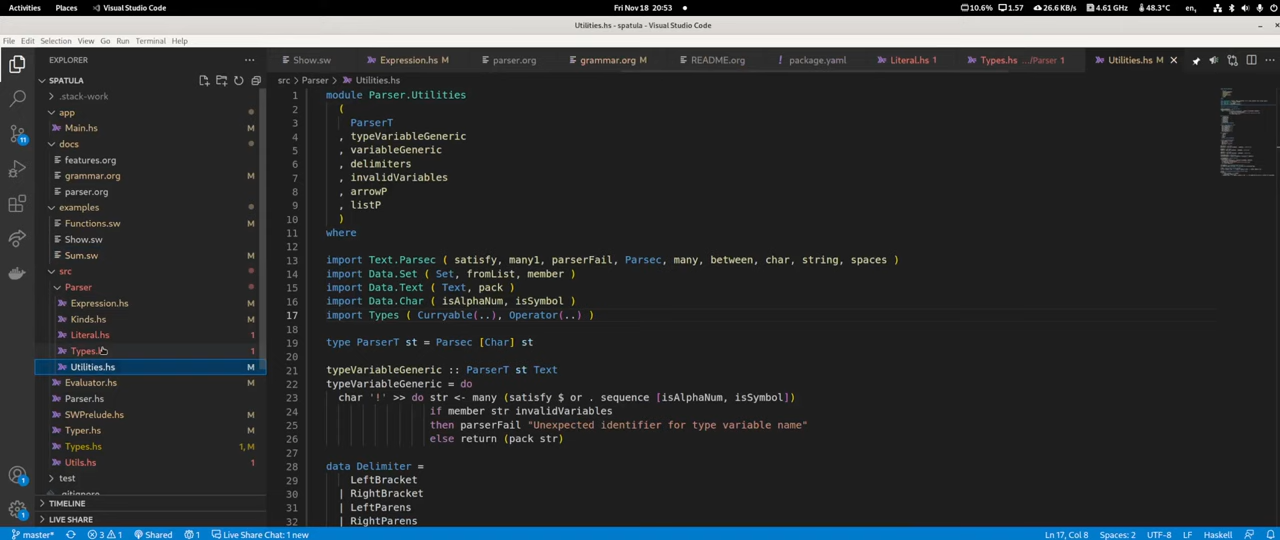 Activities Places Visual Studio Code Fri Nov 18 20:53 10.6% 1.57 26.6 KB/s 4.61 GHz 48.3°C en
Utilities.hs - spatula - Visual Studio Code
File Edit Selection View Go Run Terminal Help
EXPLORER
Show.sw Expression.hs M parser.org grammar.org M README.org package.yaml Literal.hs 1 Types.hs .../Parser 1 Utilities.hs M
SPATULA
src > Parser > Utilities.hs
.stack-work
app
Main.hs M
docs
features.org
grammar.org M
parser.org
examples
Functions.sw M
Show.sw
Sum.sw M
src
Parser
Expression.hs M
Kinds.hs M
Literal.hs 1
Types.h 1
Utilities.hs M
Evaluator.hs M
Parser.hs
SWPrelude.hs M
Typer.hs M
Types.hs 1, M
Utils.hs 1
test
.gitignore
TIMELINE
LIVE SHARE
1 module Parser.Utilities
2 (
3 ParserT
4 , typeVariableGeneric
5 , variableGeneric
6 , delimiters
7 , invalidVariables
8 , arrowP
9 , listP
10 )
11 where
12
13 import Text.Parsec ( satisfy, many1, parserFail, Parsec, many, between, char, string, spaces )
14 import Data.Set ( Set, fromList, member )
15 import Data.Text ( Text, pack )
16 import Data.Char ( isAlphaNum, isSymbol )
17 import Types ( Curryable(..), Operator(..) )
18
19 type ParserT st = Parsec [Char] st
20
21 typeVariableGeneric :: ParserT st Text
22 typeVariableGeneric = do
23 char '!' >> do str <- many (satisfy $ or . sequence [isAlphaNum, isSymbol])
24 if member str invalidVariables
25 then parserFail "Unexpected identifier for type variable name"
26 else return (pack str)
27
28 data Delimiter =
29 LeftBracket
30 | RightBracket
31 | LeftParens
32 | RightParens
11
1
1
master* 3 1 Shared 1 Live Share Chat: 1 new Ln 17, Col 8 Spaces: 2 UTF-8 LF Haskell